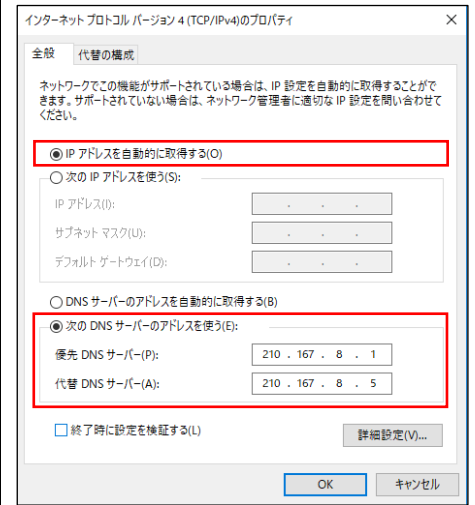 インターネット プロトコル バージョン 4 (TCP/IPv4)のプロパティ
全般 代替の構成
ネットワークでこの機能がサポートされている場合は、IP 設定を自動的に取得することがで
きます。サポートされていない場合は、ネットワーク管理者に適切な IP 設定を問い合わせて
ください。
IP アドレスを自動的に取得する(O)
次の IP アドレスを使う(S):
IP アドレス(I):
サブネット マスク(U):
デフォルト ゲートウェイ(D):
DNS サーバーのアドレスを自動的に取得する(B)
次の DNS サーバーのアドレスを使う(E):
優先 DNS サーバー(P): 210 . 167 . 8 . 1
代替 DNS サーバー(A): 210 . 167 . 8 . 5
終了時に設定を検証する(L)
詳細設定(V)...
OK キャンセル